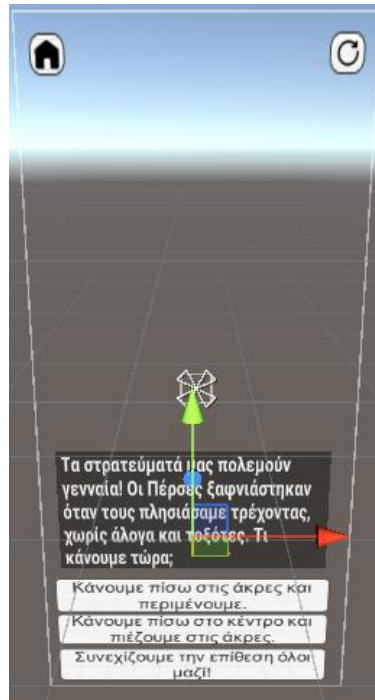 Τα στρατεύματά μας πολεμούν
γενναία! Οι Πέρσες ξαφνιάστηκαν
όταν τους πλησιάσαμε τρέχοντας,
χωρίς άλογα και τοξότες. Τι
κάνουμε τώρα;
Κάνουμε πίσω στις άκρες και
περιμένουμε.
Κάνουμε πίσω στο κέντρο και
πιέζουμε στις άκρες.
Συνεχίζουμε την επίθεση όλοι
μαζί!